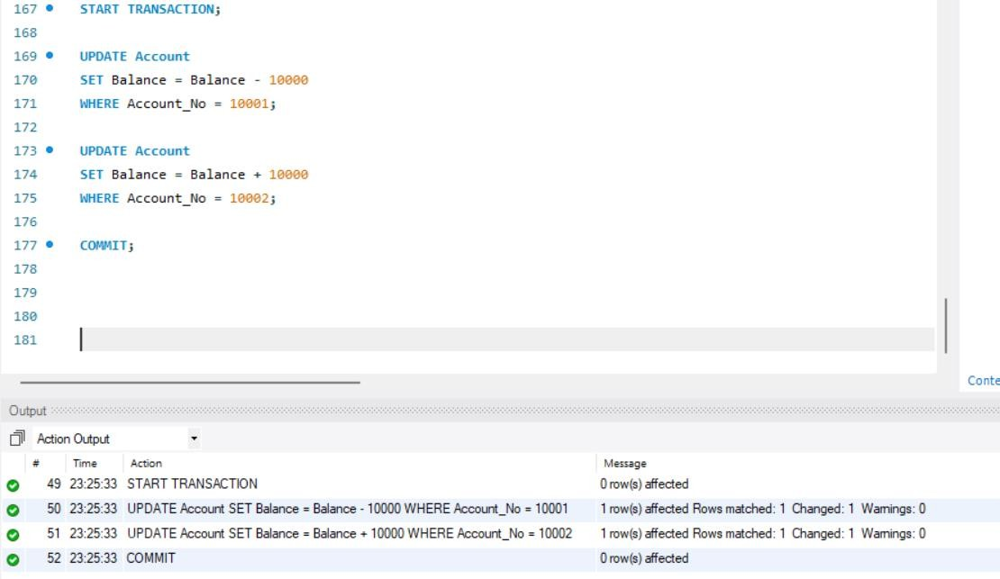 167 START TRANSACTION;
168
169 UPDATE Account
170 SET Balance = Balance - 10000
171 WHERE Account_No = 10001;
172
173 UPDATE Account
174 SET Balance = Balance + 10000
175 WHERE Account_No = 10002;
176
177 COMMIT;
178
179
180
181
Conte
Output
Action Output
# Time Action Message
49 23:25:33 START TRANSACTION 0 row(s) affected
50 23:25:33 UPDATE Account SET Balance = Balance - 10000 WHERE Account_No = 10001 1 row(s) affected Rows matched: 1 Changed: 1 Warnings: 0
51 23:25:33 UPDATE Account SET Balance = Balance + 10000 WHERE Account_No = 10002 1 row(s) affected Rows matched: 1 Changed: 1 Warnings: 0
52 23:25:33 COMMIT 0 row(s) affected